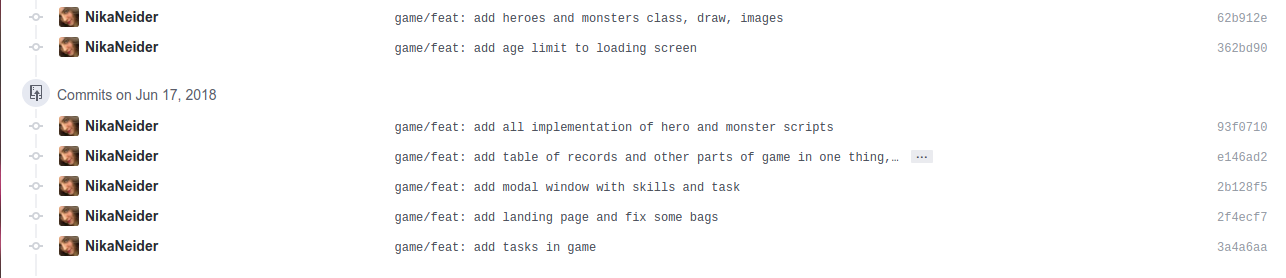 NikaNeider game/feat: add heroes and monsters class, draw, images 62b912e
NikaNeider game/feat: add age limit to loading screen 362bd90
Commits on Jun 17, 2018
NikaNeider game/feat: add all implementation of hero and monster scripts 93f0710
NikaNeider game/feat: add table of records and other parts of game in one thing,… … e146ad2
NikaNeider game/feat: add modal window with skills and task 2b128f5
NikaNeider game/feat: add landing page and fix some bags 2f4ecf7
NikaNeider game/feat: add tasks in game 3a4a6aa